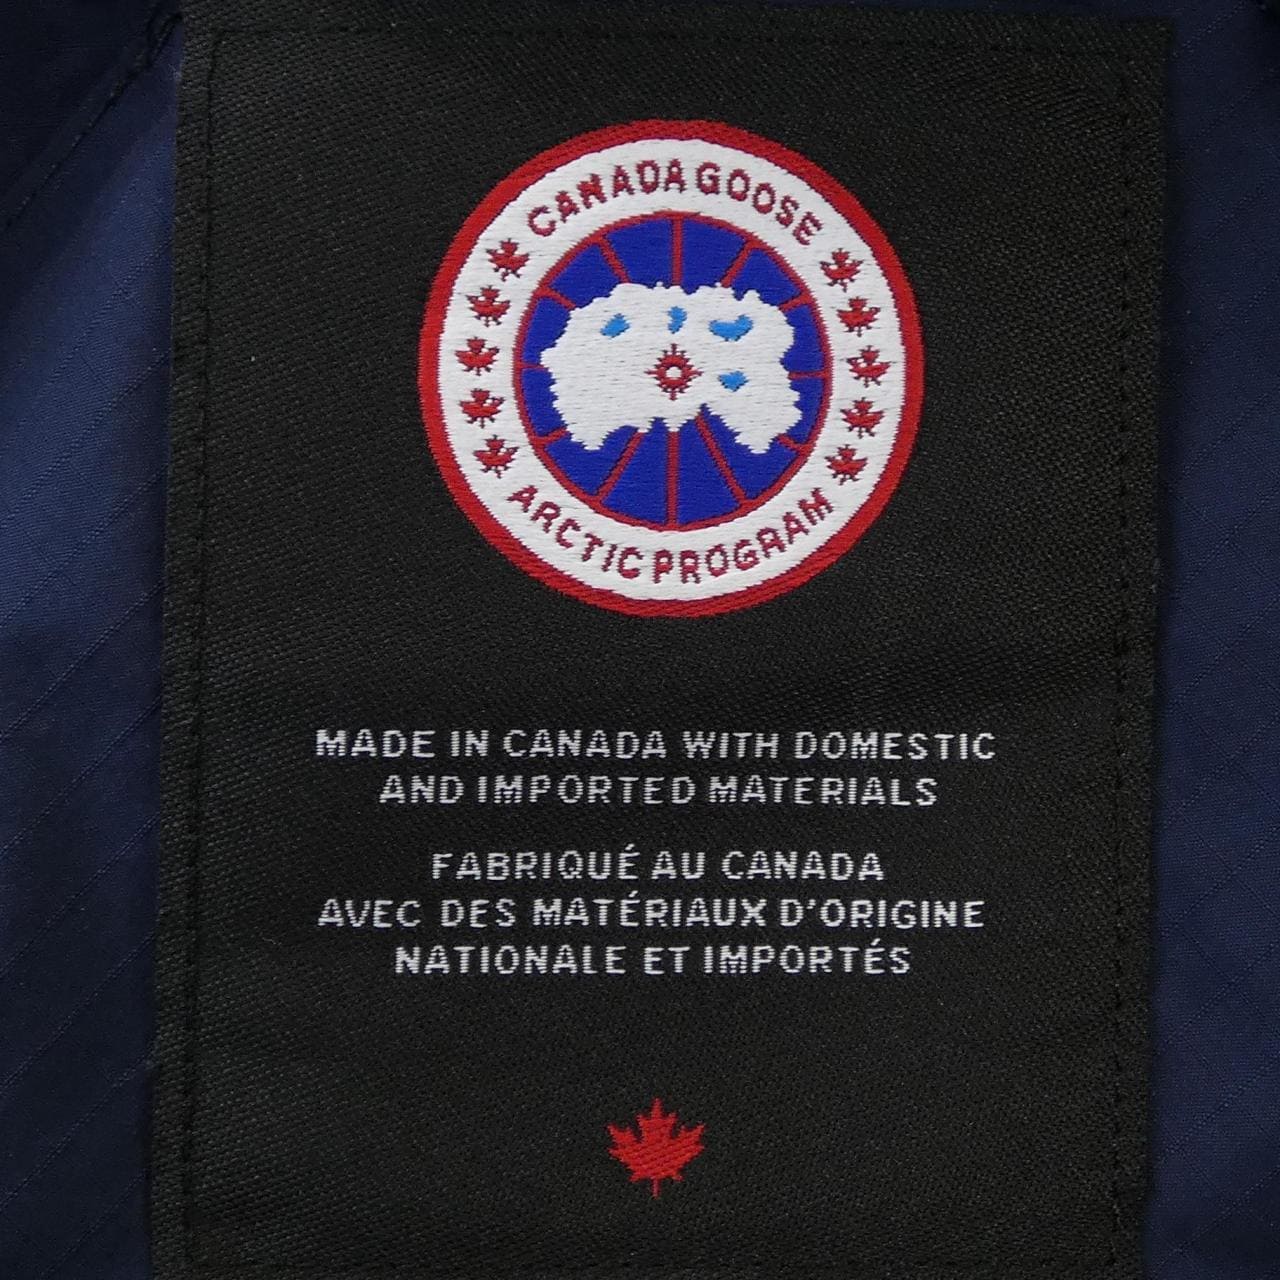 CANADA GOOSE
ARCTIC PROGRAM
MADE IN CANADA WITH DOMESTIC
AND IMPORTED MATERIALS
FABRIQUÉ AU CANADA
AVEC DES MATÉRIAUX D'ORIGINE
NATIONALE ET IMPORTÉS